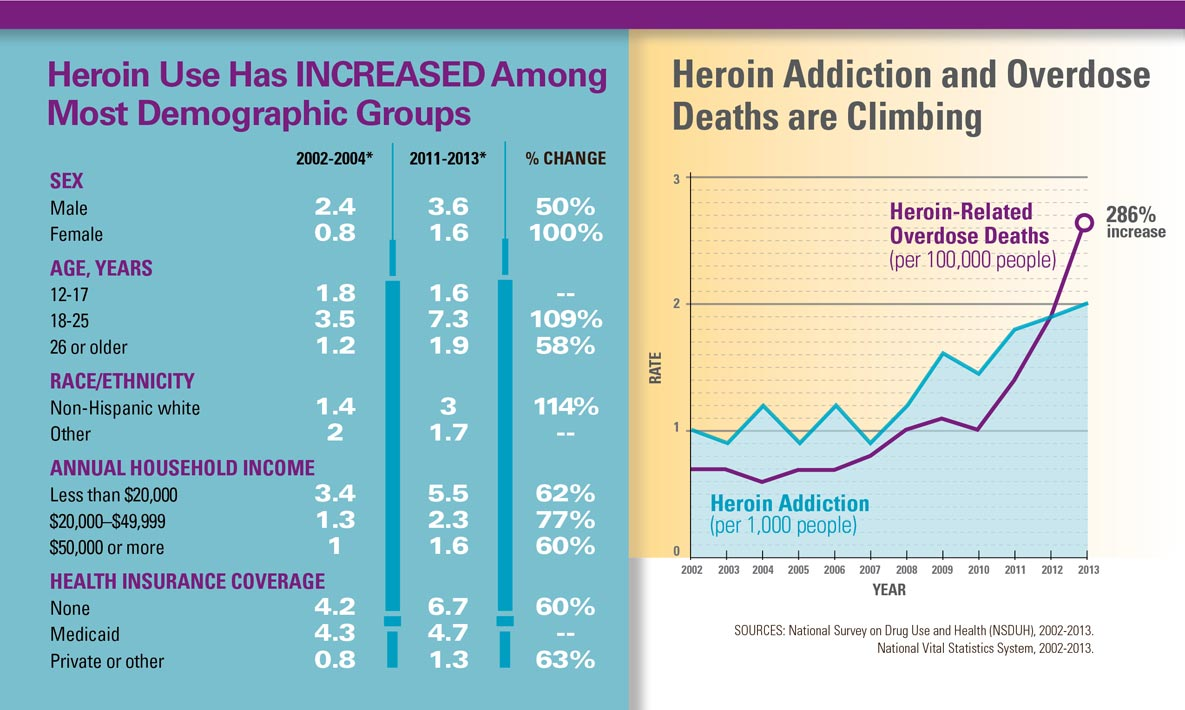 Heroin Use Has INCREASED Among
Most Demographic Groups
2002-2004* 2011-2013* % CHANGE
SEX
Male 2.4 3.6 50%
Female 0.8 1.6 100%
AGE, YEARS
12-17 1.8 1.6 --
18-25 3.5 7.3 109%
26 or older 1.2 1.9 58%
RACE/ETHNICITY
Non-Hispanic white 1.4 3 114%
Other 2 1.7 --
ANNUAL HOUSEHOLD INCOME
Less than $20,000 3.4 5.5 62%
$20,000–$49,999 1.3 2.3 77%
$50,000 or more 1 1.6 60%
HEALTH INSURANCE COVERAGE
None 4.2 6.7 60%
Medicaid 4.3 4.7 --
Private or other 0.8 1.3 63%
Heroin Addiction and Overdose
Deaths are Climbing
3
Heroin-Related
Overdose Deaths
(per 100,000 people)
286%
increase
2
RATE
1
Heroin Addiction
(per 1,000 people)
0
2002 2003 2004 2005 2006 2007 2008 2009 2010 2011 2012 2013
YEAR
SOURCES: National Survey on Drug Use and Health (NSDUH), 2002-2013.
National Vital Statistics System, 2002-2013.